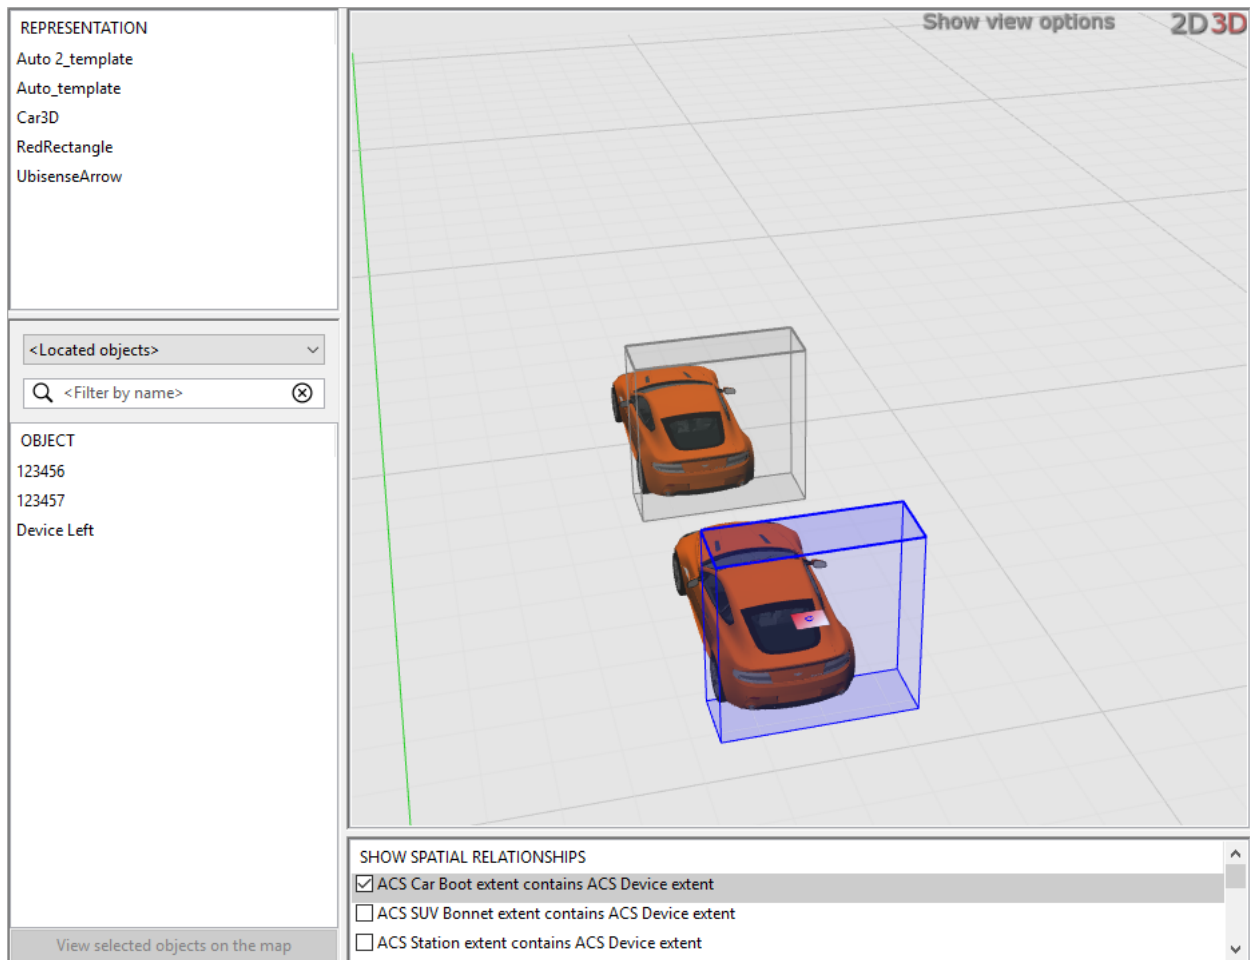 REPRESENTATION
Auto 2_template
Auto_template
Car3D
RedRectangle
UbisenseArrow
<Located objects>
<Filter by name>
OBJECT
123456
123457
Device Left
View selected objects on the map
Show view options 2D 3D
SHOW SPATIAL RELATIONSHIPS
ACS Car Boot extent contains ACS Device extent
ACS SUV Bonnet extent contains ACS Device extent
ACS Station extent contains ACS Device extent